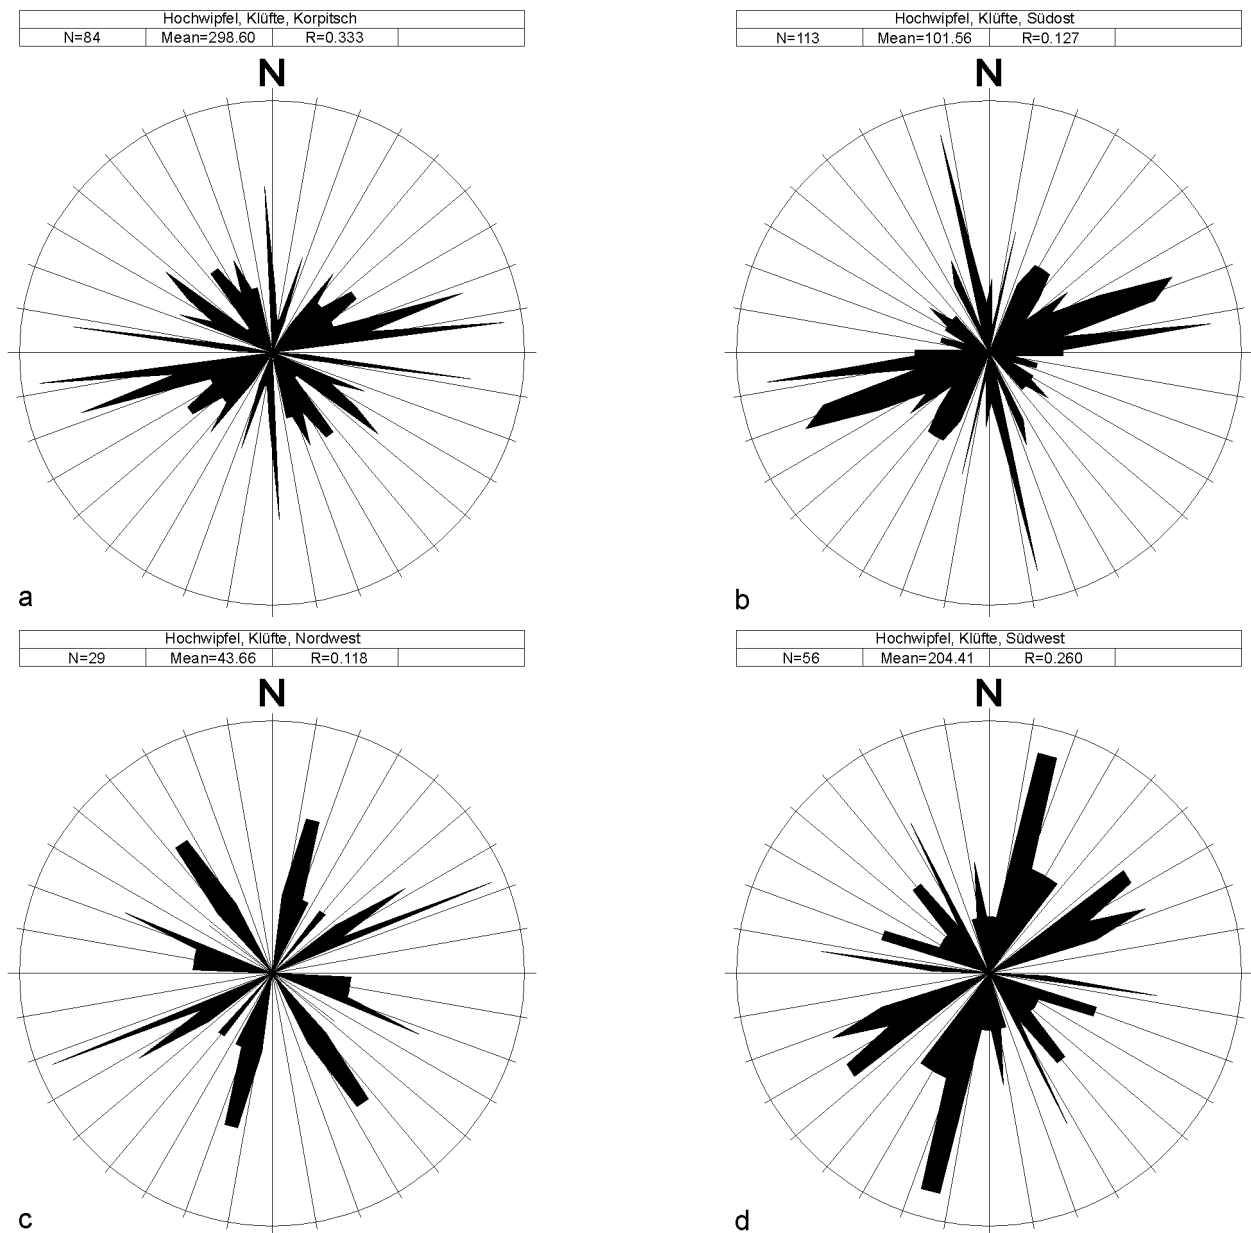 Hochwipfel, Klüfte, Korpitsch
N=84 Mean=298.60 R=0.333
N
a
Hochwipfel, Klüfte, Südost
N=113 Mean=101.56 R=0.127
N
b
Hochwipfel, Klüfte, Nordwest
N=29 Mean=43.66 R=0.118
N
c
Hochwipfel, Klüfte, Südwest
N=56 Mean=204.41 R=0.260
N
d